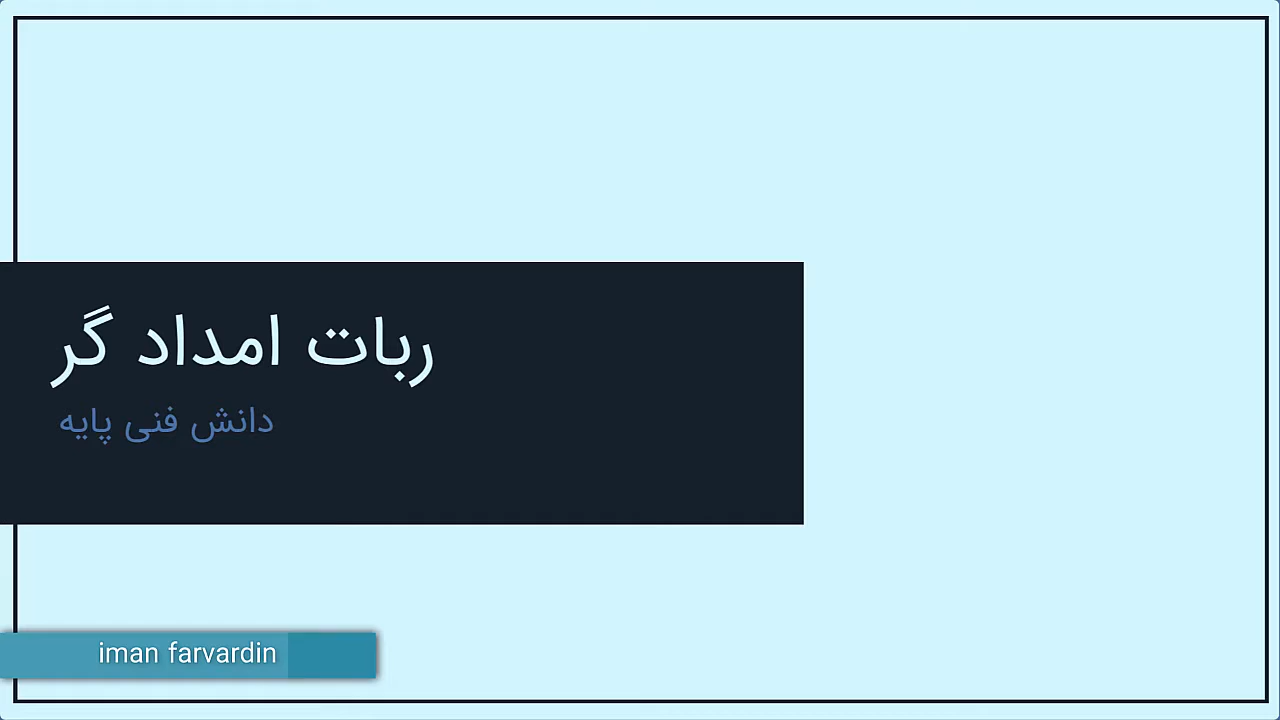 ربات امداد گر
دانش فنی پایه
iman farvardin